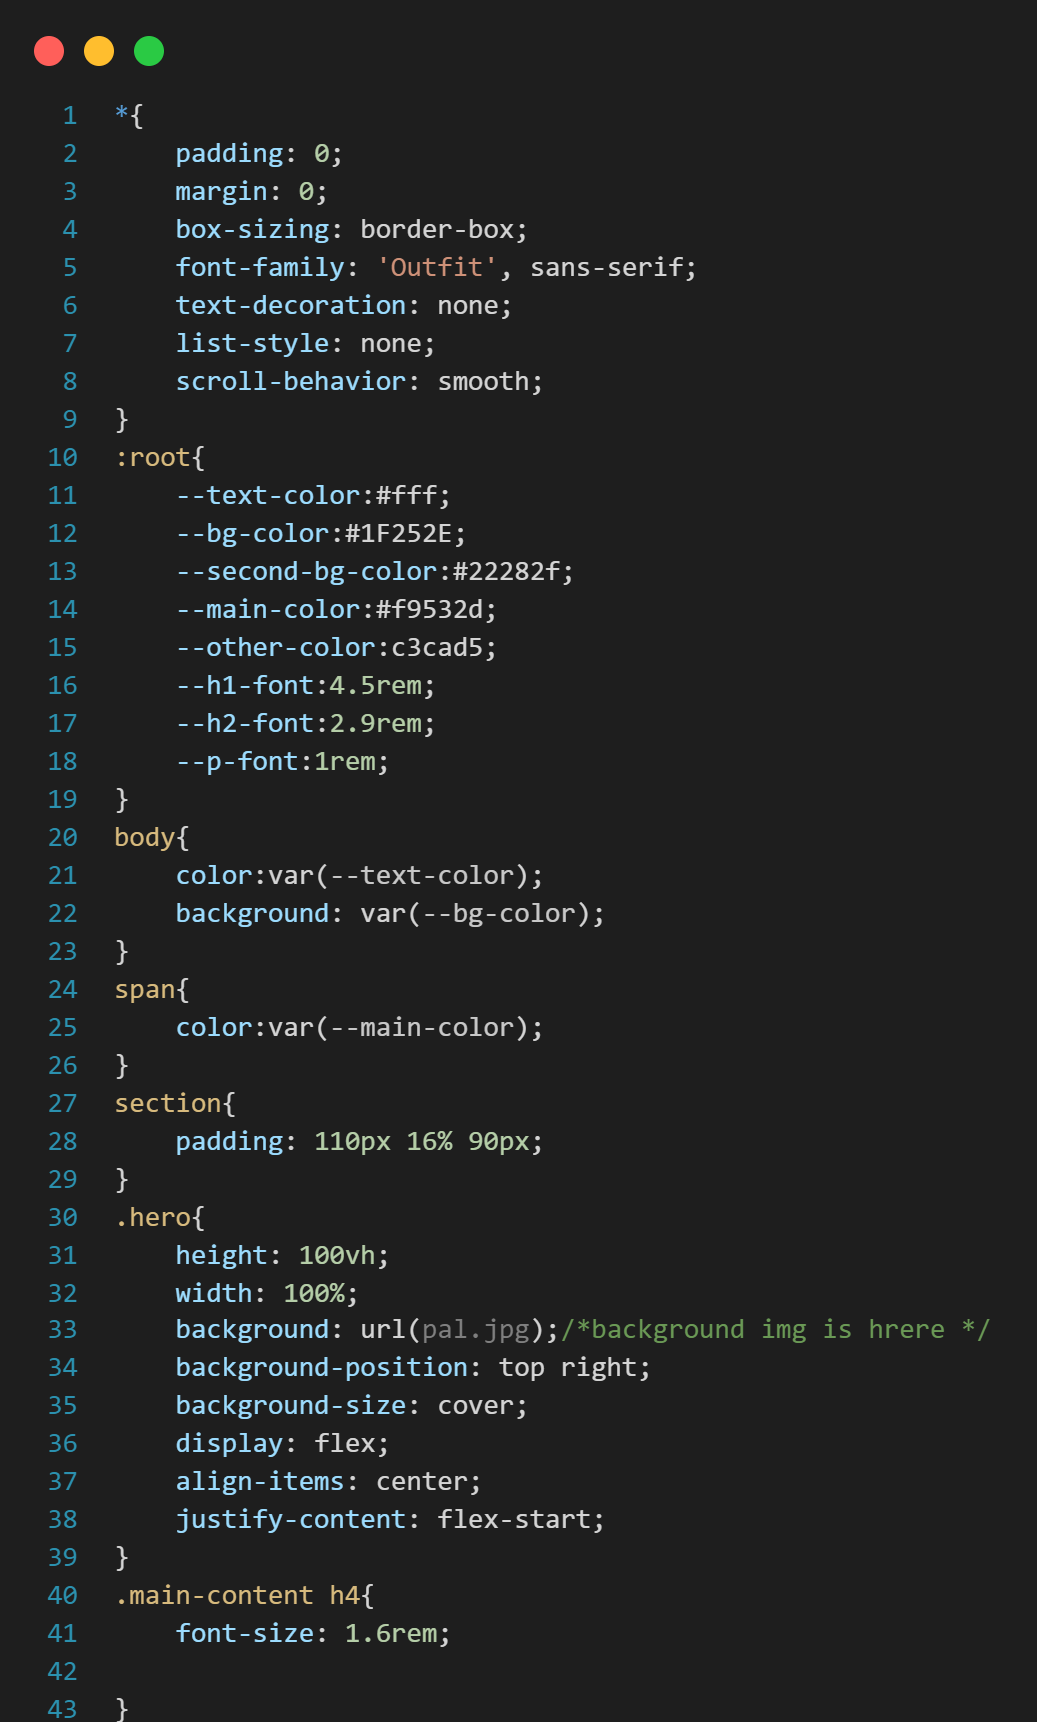 1 *{
2     padding: 0;
3     margin: 0;
4     box-sizing: border-box;
5     font-family: 'Outfit', sans-serif;
6     text-decoration: none;
7     list-style: none;
8     scroll-behavior: smooth;
9 }
10 :root{
11     --text-color:#fff;
12     --bg-color:#1F252E;
13     --second-bg-color:#22282f;
14     --main-color:#f9532d;
15     --other-color:c3cad5;
16     --h1-font:4.5rem;
17     --h2-font:2.9rem;
18     --p-font:1rem;
19 }
20 body{
21     color:var(--text-color);
22     background: var(--bg-color);
23 }
24 span{
25     color:var(--main-color);
26 }
27 section{
28     padding: 110px 16% 90px;
29 }
30 .hero{
31     height: 100vh;
32     width: 100%;
33     background: url(pal.jpg);/*background img is hrere */
34     background-position: top right;
35     background-size: cover;
36     display: flex;
37     align-items: center;
38     justify-content: flex-start;
39 }
40 .main-content h4{
41     font-size: 1.6rem;
42
43 }